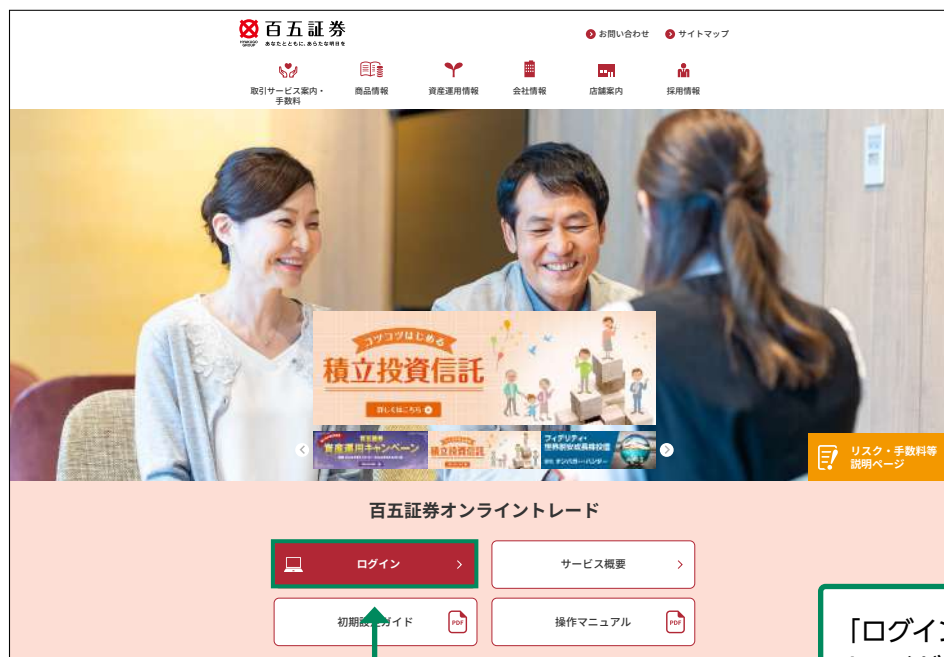 百五証券
HYAKUGO GROUP
あなたとともに、あらたな明日を
お問い合わせ
サイトマップ
取引サービス案内・
手数料
商品情報
資産運用情報
会社情報
店舗案内
採用情報
コツコツはじめる
積立投資信託
詳しくはこちら
百五証券
資産運用キャンペーン
積立投資信託
フィデリティ・
世界割安成長株投信
リスク・手数料等
説明ページ
百五証券オンライントレード
ログイン
サービス概要
初期設定ガイド
PDF
操作マニュアル
PDF
「ログイン